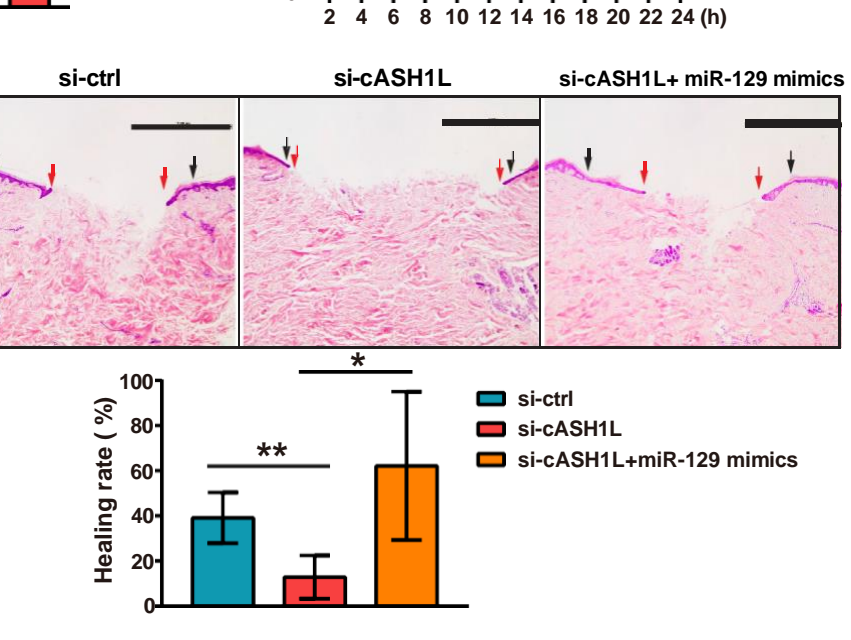 2 4 6 8 10 12 14 16 18 20 22 24 (h)
si-ctrl si-cASH1L si-cASH1L+ miR-129 mimics
*
**
100
80
60
40
20
0
Healing rate ( %)
si-ctrl
si-cASH1L
si-cASH1L+miR-129 mimics